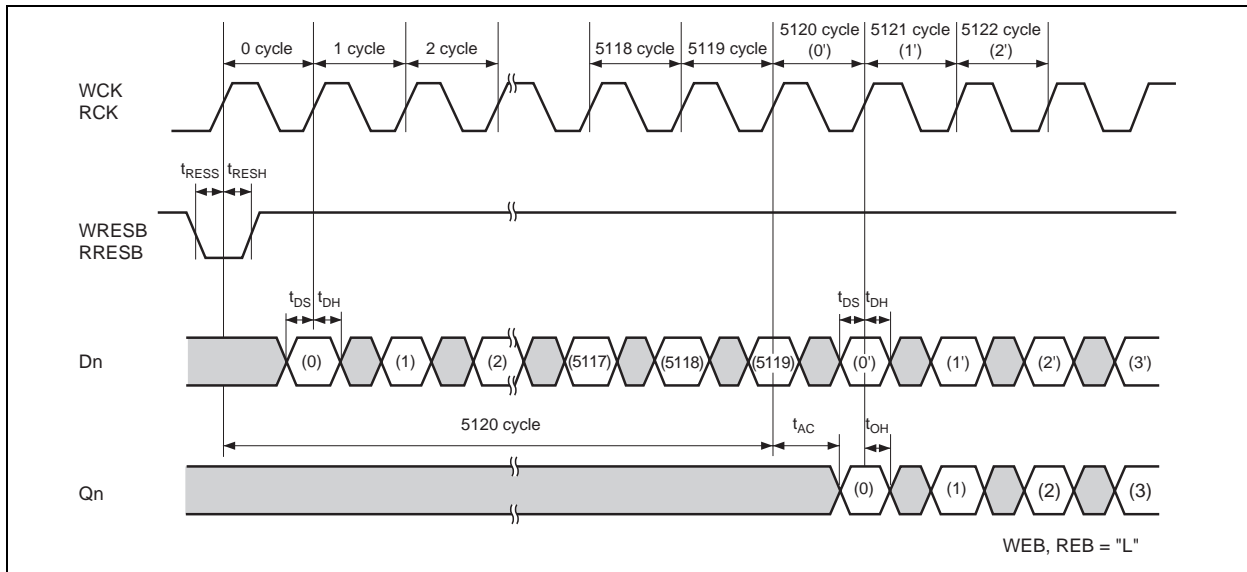 5120 cycle 5121 cycle 5122 cycle
0 cycle 1 cycle 2 cycle 5118 cycle 5119 cycle (0') (1') (2')
WCK
RCK
tRESS tRESH
WRESB
RRESB
tDS tDH tDS tDH
Dn (0) (1) (2) (5117) (5118) (5119) (0') (1') (2') (3')
5120 cycle tAC tOH
Qn (0) (1) (2) (3)
WEB, REB = "L"